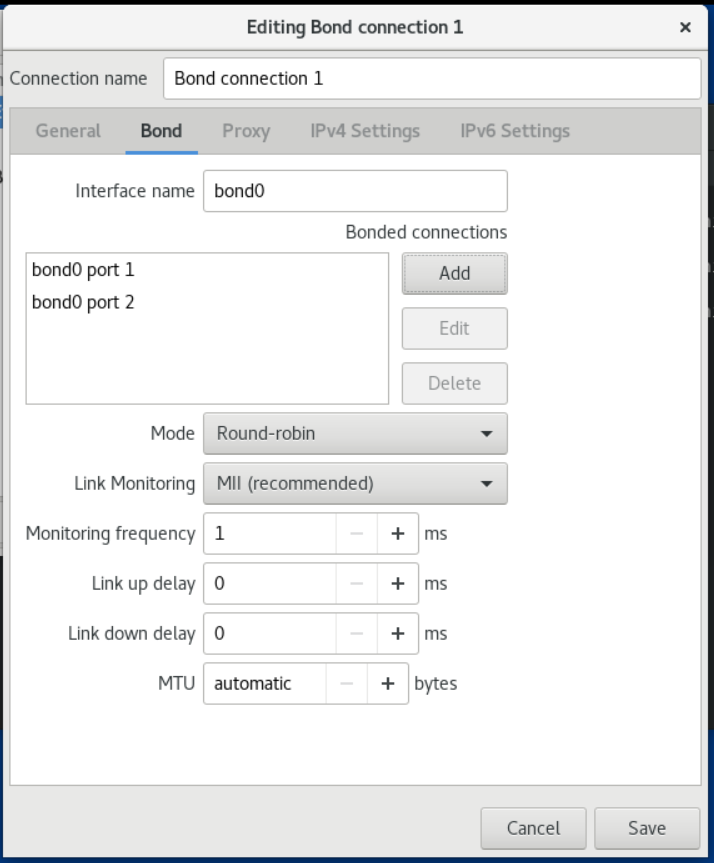 Editing Bond connection 1
Connection name Bond connection 1
General Bond Proxy IPv4 Settings IPv6 Settings
Interface name bond0
Bonded connections
bond0 port 1
Add
bond0 port 2
Edit
Delete
Mode Round-robin
Link Monitoring MII (recommended)
Monitoring frequency 1 ms
Link up delay 0 ms
Link down delay 0 ms
MTU automatic bytes
Cancel Save